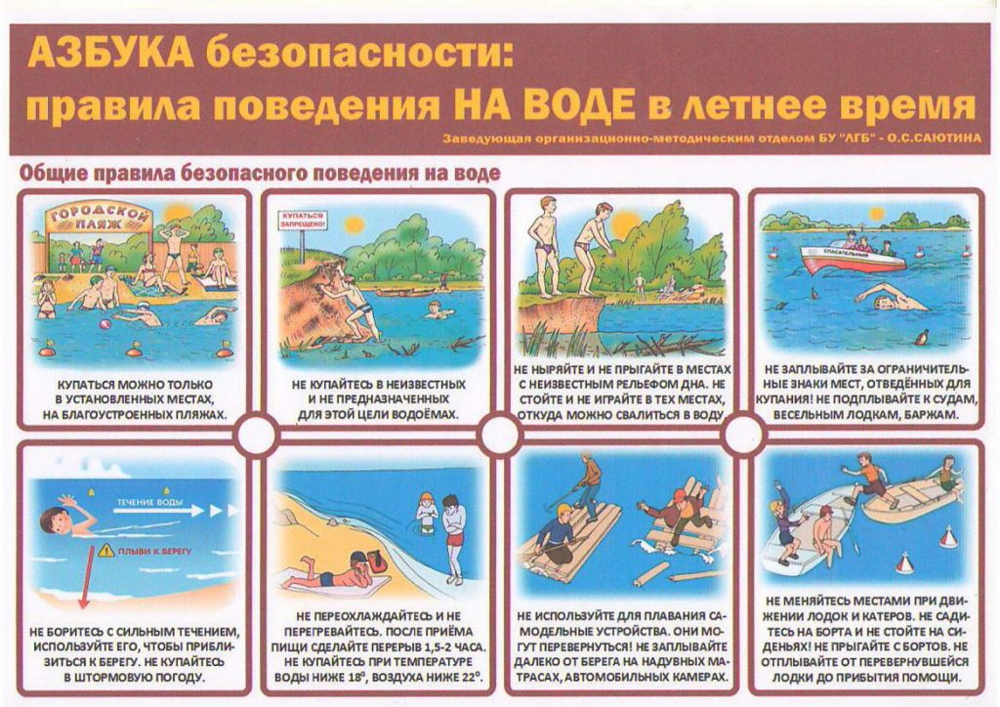 АЗБУКА безопасности:
правила поведения НА ВОДЕ в летнее время
Заведующая организационно-методическим отделом БУ "ЛГБ" - О.С.САЮТИНА
Общие правила безопасного поведения на воде
ГОРОДСКОЙ
ПЛЯЖ
КУПАТЬСЯ МОЖНО ТОЛЬКО
В УСТАНОВЛЕННЫХ МЕСТАХ,
НА БЛАГОУСТРОЕННЫХ ПЛЯЖАХ.
КУПАТЬСЯ
ЗАПРЕЩЕНО!
НЕ КУПАЙТЕСЬ В НЕИЗВЕСТНЫХ
И НЕ ПРЕДНАЗНАЧЕННЫХ
ДЛЯ ЭТОЙ ЦЕЛИ ВОДОЁМАХ.
НЕ НЫРЯЙТЕ И НЕ ПРЫГАЙТЕ В МЕСТАХ
С НЕИЗВЕСТНЫМ РЕЛЬЕФОМ ДНА. НЕ
СТОЙТЕ И НЕ ИГРАЙТЕ В ТЕХ МЕСТАХ,
ОТКУДА МОЖНО СВАЛИТЬСЯ В ВОДУ
СПАСАТЕЛЬНЫЙ
НЕ ЗАПЛЫВАЙТЕ ЗА ОГРАНИЧИТЕЛЬ-
НЫЕ ЗНАКИ МЕСТ, ОТВЕДЁННЫХ ДЛЯ
КУПАНИЯ! НЕ ПОДПЛЫВАЙТЕ К СУДАМ,
ВЕСЕЛЬНЫМ ЛОДКАМ, БАРЖАМ.
ТЕЧЕНИЕ ВОДЫ
ПЛЫВИ К БЕРЕГУ
НЕ БОРИТЕСЬ С СИЛЬНЫМ ТЕЧЕНИЕМ,
ИСПОЛЬЗУЙТЕ ЕГО, ЧТОБЫ ПРИБЛИ-
ЗИТЬСЯ К БЕРЕГУ. НЕ КУПАЙТЕСЬ
В ШТОРМОВУЮ ПОГОДУ.
НЕ ПЕРЕОХЛАЖДАЙТЕСЬ И НЕ
ПЕРЕГРЕВАЙТЕСЬ. ПОСЛЕ ПРИЁМА
ПИЩИ СДЕЛАЙТЕ ПЕРЕРЫВ 1,5-2 ЧАСА.
НЕ КУПАЙТЕСЬ ПРИ ТЕМПЕРАТУРЕ
ВОДЫ НИЖЕ 18⁰, ВОЗДУХА НИЖЕ 22⁰.
НЕ ИСПОЛЬЗУЙТЕ ДЛЯ ПЛАВАНИЯ СА-
МОДЕЛЬНЫЕ УСТРОЙСТВА. ОНИ МО-
ГУТ ПЕРЕВЕРНУТЬСЯ! НЕ ЗАПЛЫВАЙТЕ
ДАЛЕКО ОТ БЕРЕГА НА НАДУВНЫХ МА-
ТРАСАХ, АВТОМОБИЛЬНЫХ КАМЕРАХ.
НЕ МЕНЯЙТЕСЬ МЕСТАМИ ПРИ ДВИ-
ЖЕНИИ ЛОДОК И КАТЕРОВ. НЕ САДИ-
ТЕСЬ НА БОРТА И НЕ СТОЙТЕ НА СИ-
ДЕНЬЯХ! НЕ ПРЫГАЙТЕ С БОРТОВ. НЕ
ОТПЛЫВАЙТЕ ОТ ПЕРЕВЕРНУВШЕЙСЯ
ЛОДКИ ДО ПРИБЫТИЯ ПОМОЩИ.